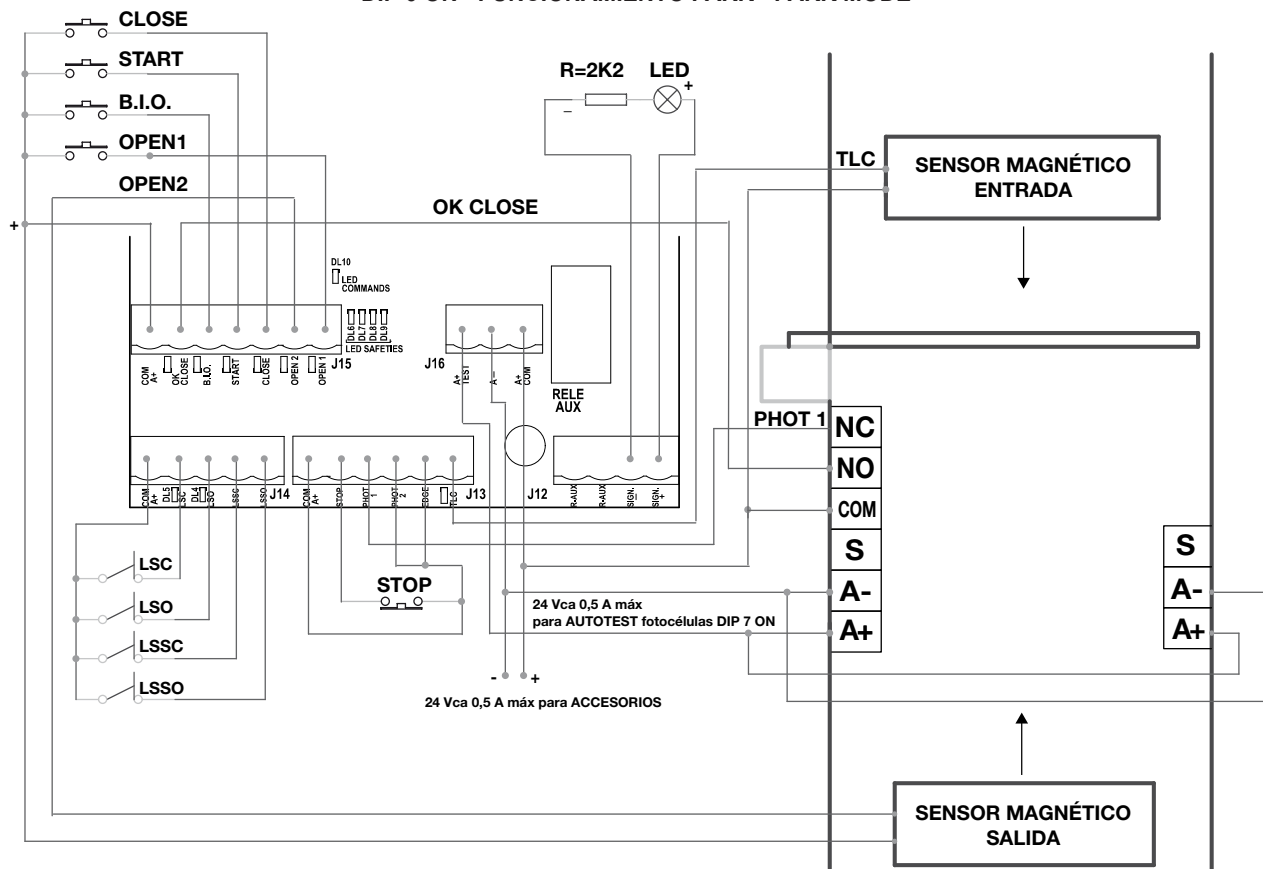 CLOSE
START
B.I.O.
OPEN1
OPEN2
+
R=2K2 LED
+
–
TLC
SENSOR MAGNÉTICO
ENTRADA
OK CLOSE
DL10
LED
COMMANDS
DL6
DL7
DL8
DL9
LED SAFETIES
J15
COM
A+
OK
CLOSE
B.I.O.
START
CLOSE
OPEN 2
OPEN 1
J16
A+
TEST
A–
A+
COM
RELE
AUX
PHOT 1
NC
NO
COM
S
A-
A+
S
A-
A+
J14
COM
A+
DL5
LSC
DL4
LSO
LSSC
LSSO
J13
COM
A+
STOP
PHOT
1
PHOT
2
EDGE
TLC
J12
R-AUX
R-AUX
SIGN.
–
SIGN.
+
LSC
LSO
LSSC
LSSO
STOP
24 Vca 0,5 A máx
para AUTOTEST fotocélulas DIP 7 ON
- +
24 Vca 0,5 A máx para ACCESORIOS
SENSOR MAGNÉTICO
SALIDA